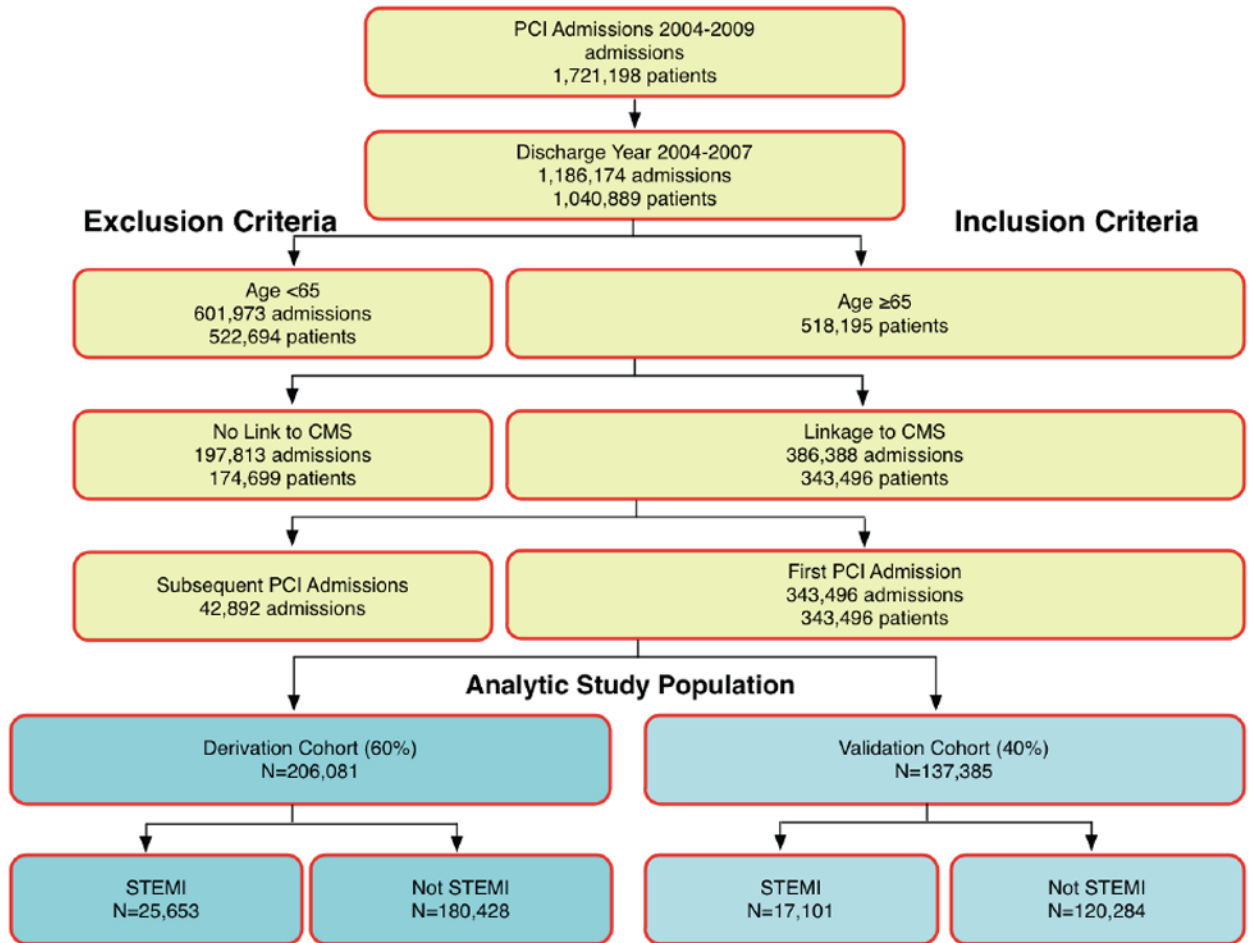 PCI Admissions 2004-2009
admissions
1,721,198 patients
Discharge Year 2004-2007
1,186,174 admissions
1,040,889 patients
Exclusion Criteria
Inclusion Criteria
Age <65
601,973 admissions
522,694 patients
Age ≥65
518,195 patients
No Link to CMS
197,813 admissions
174,699 patients
Linkage to CMS
386,388 admissions
343,496 patients
Subsequent PCI Admissions
42,892 admissions
First PCI Admission
343,496 admissions
343,496 patients
Analytic Study Population
Derivation Cohort (60%)
N=206,081
Validation Cohort (40%)
N=137,385
STEMI
N=25,653
Not STEMI
N=180,428
STEMI
N=17,101
Not STEMI
N=120,284